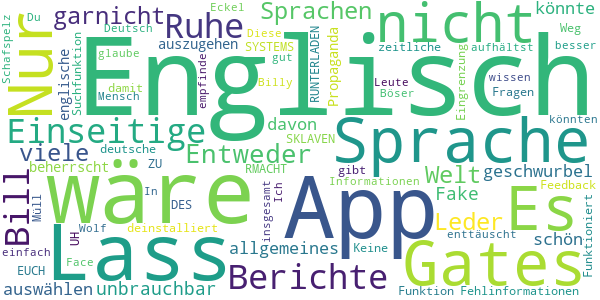 garnicht
Ruhe
Eckel
Sprachen
nicht
könnte
Du
Deutsch
auszugehen
Diese
SYSTEMS
zeitliche
Weg
aufhältst
besser
Schafspelz
Nur
glaube
damit
englische
Suchfunktion
Mensch
empfinde
gut
Billy
RUNTERLADEN
Propaganda
Leute
Böser
Eingrenzung
wissen
Fragen
Englisch
Einseitige
davon
SKLAVEN
Sprache
könnten
viele
deutsche
ZU
Entweder
beherrscht
RMACHT
gibt
Welt
geschwurbel
Bill
Müll
wäre
In
DES
insgesamt
Ich
App
Informationen
Fake
Es
Feedback
Wolf
deinstalliert
Leder
schön
Funktioniert
einfach
EUCH
UH
Face
Lass
allgemeines
Keine
enttäuscht
Gates
auswählen
unbrauchbar
Berichte
Funktion
Fehlinformationen